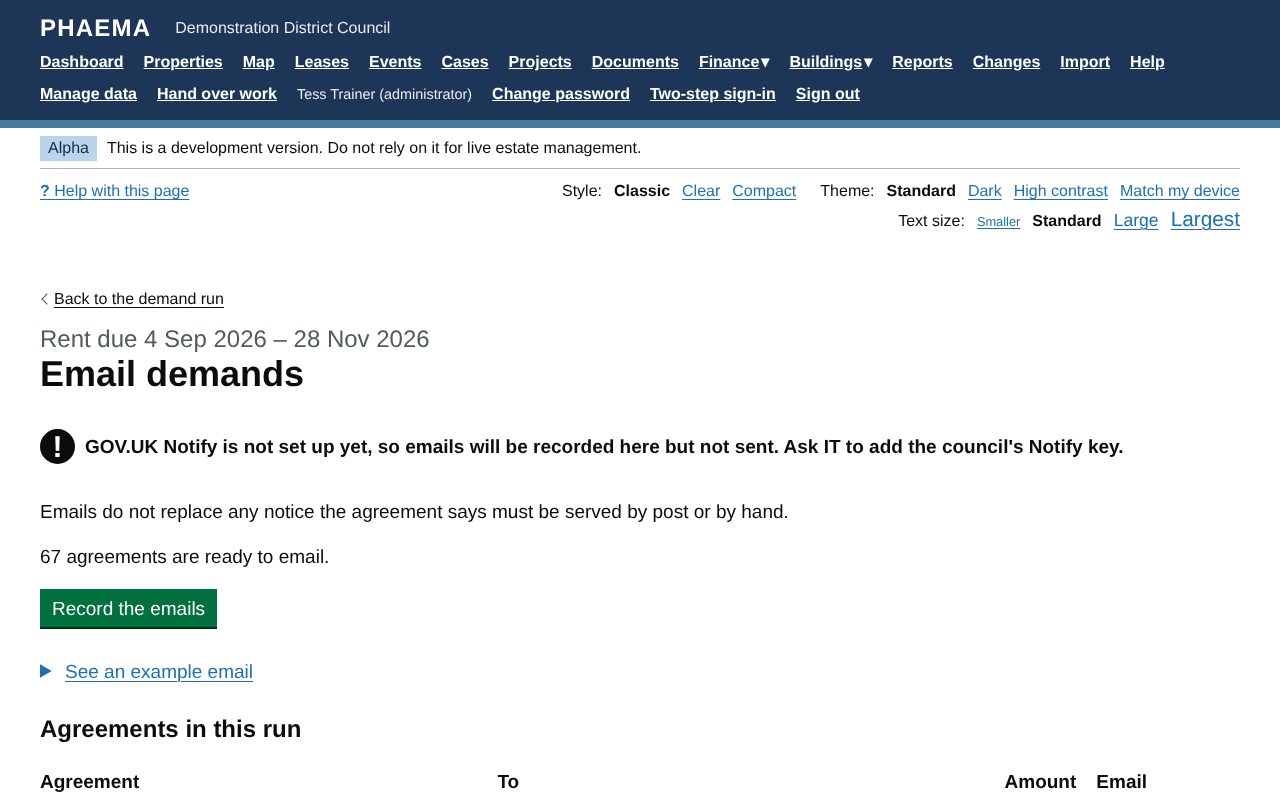 PHAEMA Demonstration District Council
Dashboard Properties Map Leases Events Cases Projects Documents Finance▾ Buildings▾ Reports Changes Import Help
Manage data Hand over work Tess Trainer (administrator) Change password Two-step sign-in Sign out
Alpha This is a development version. Do not rely on it for live estate management.
? Help with this page Style: Classic Clear Compact Theme: Standard Dark High contrast Match my device
Text size: Smaller Standard Large Largest
Back to the demand run
Rent due 4 Sep 2026 – 28 Nov 2026
Email demands
! GOV.UK Notify is not set up yet, so emails will be recorded here but not sent. Ask IT to add the council's Notify key.
Emails do not replace any notice the agreement says must be served by post or by hand.
67 agreements are ready to email.
Record the emails
See an example email
Agreements in this run
Agreement To Amount Email